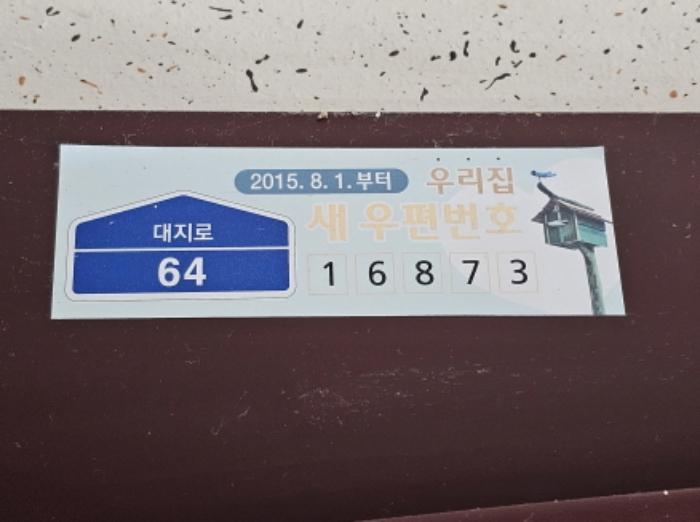 2015. 8. 1. 부터 우리집
새 우편번호
대지로
64
1 6 8 7 3